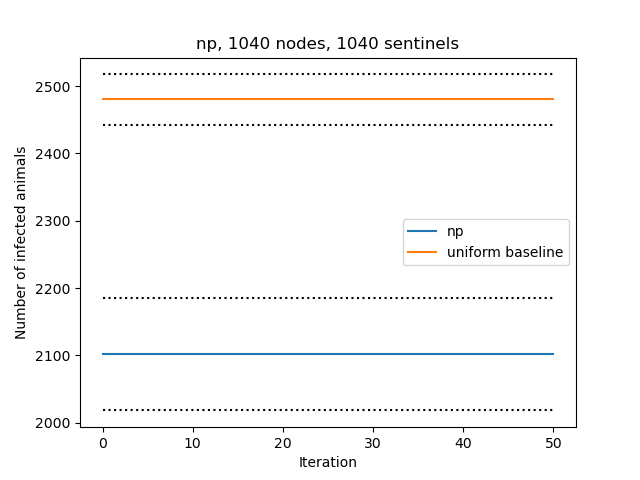 np, 1040 nodes, 1040 sentinels
2500
2400
2300
2200
2100
2000
Number of infected animals
np
uniform baseline
0 10 20 30 40 50
Iteration